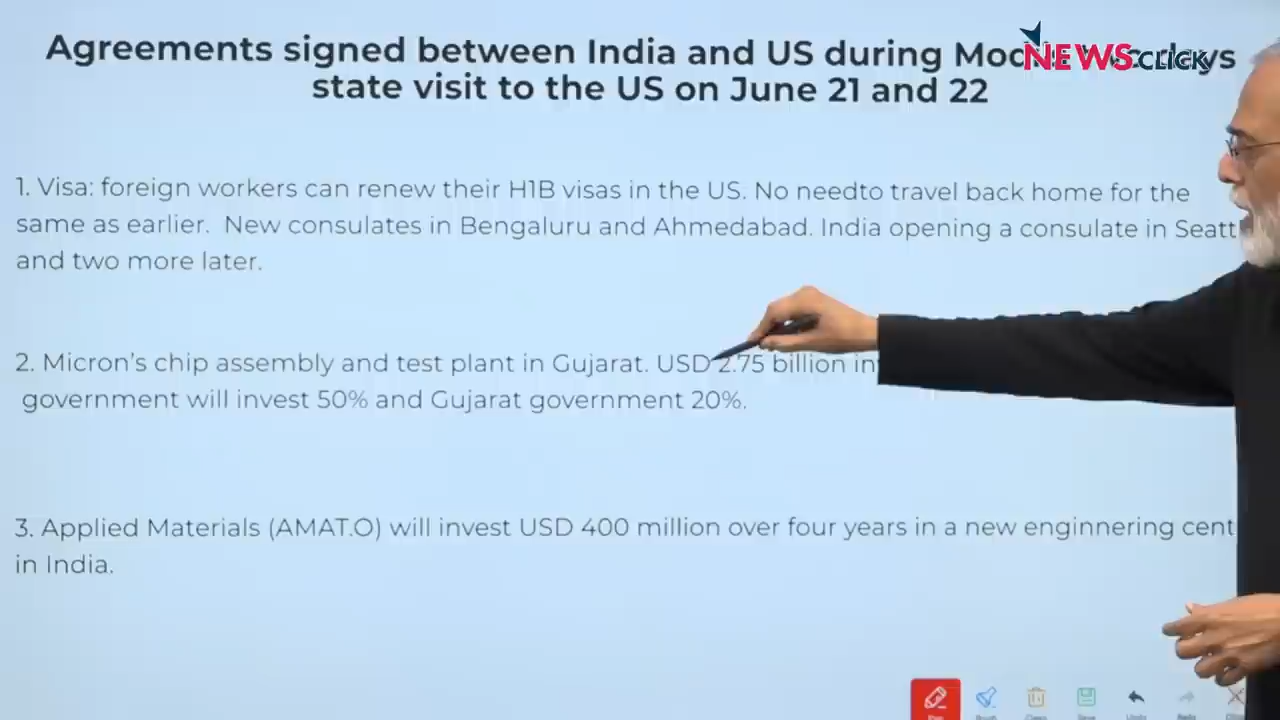 Agreements signed between India and US during
NEWSCLICK
state visit to the US on June 21 and 22
1. Visa: foreign workers can renew their H1B visas in the US. No needto travel back home for the
same as earlier. New consulates in Bengaluru and Ahmedabad. India opening a consulate in Seatt
and two more later.
2. Micron's chip assembly and test plant in Gujarat. USD 2.75 billion in
government will invest 50% and Gujarat government 20%.
3. Applied Materials (AMAT.O) will invest USD 400 million over four years in a new enginnering cent
in India.